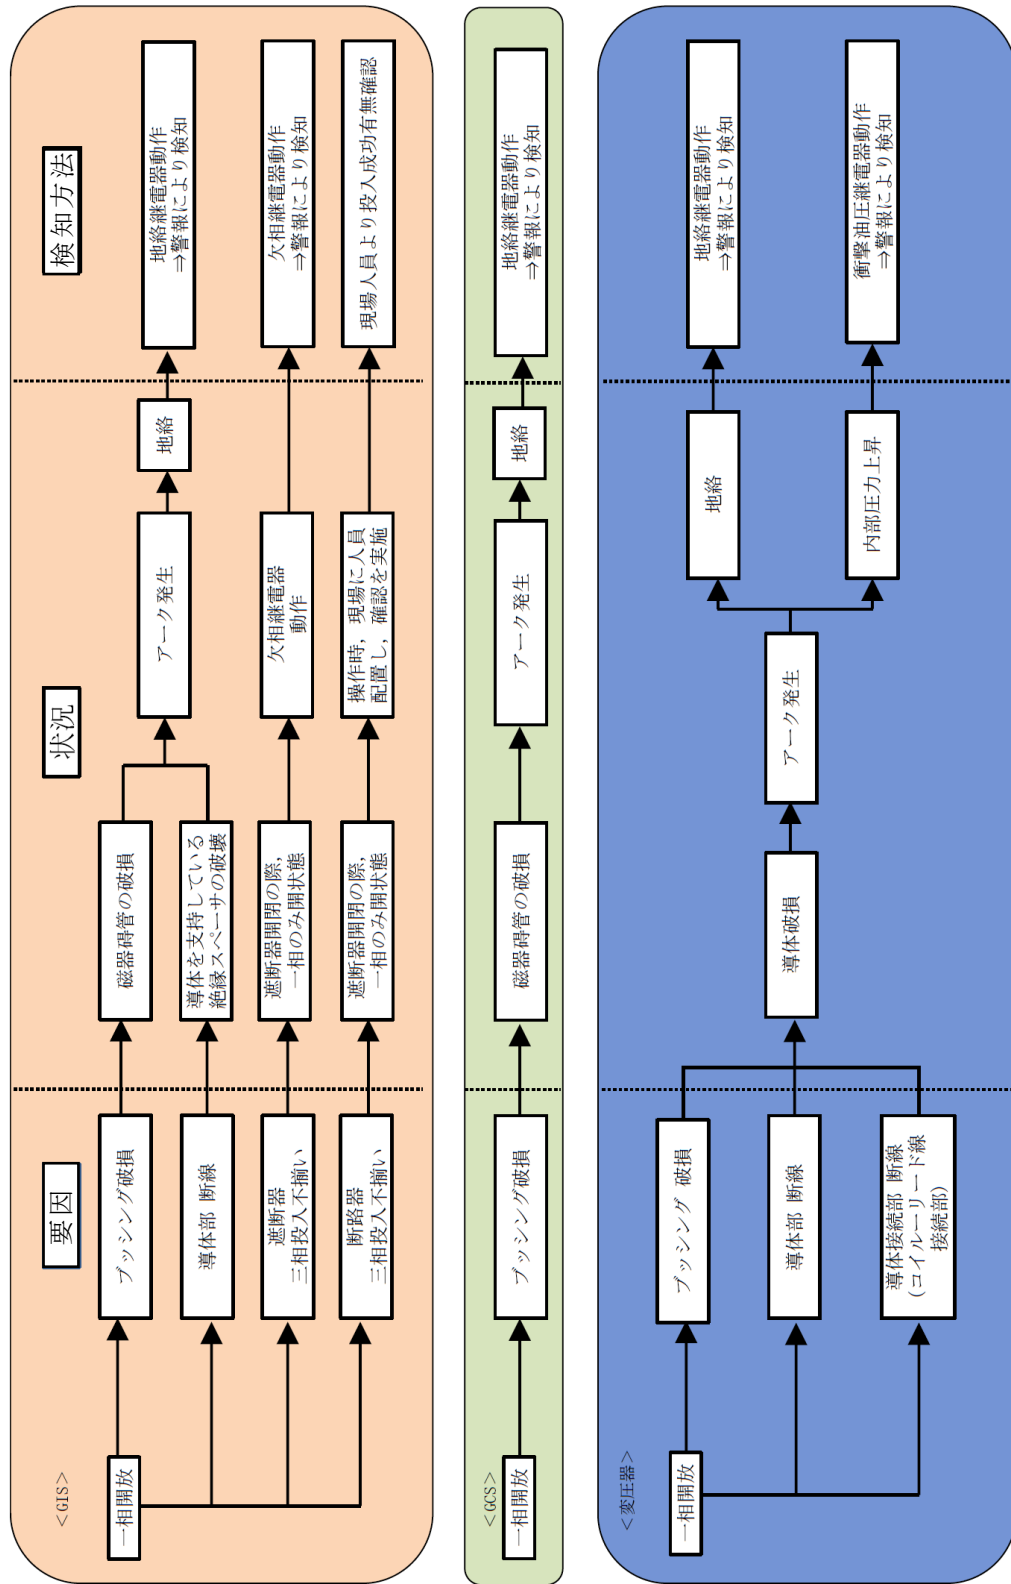 要因
状況
検知方法
＜GIS＞
一相開放
ブッシング破損
磁器碍管の破損
アーク発生
地絡
地絡継電器動作
⇒警報により検知
導体部 断線
導体を支持している
絶縁スペーサの破壊
遮断器
三相投入不揃い
遮断器開閉の際，
一相のみ開状態
欠相継電器
動作
欠相継電器動作
⇒警報により検知
断路器
三相投入不揃い
遮断器開閉の際，
一相のみ開状態
操作時，現場に人員
配置し，確認を実施
現場人員より投入成功有無確認
＜GCS＞
一相開放
ブッシング破損
磁器碍管の破損
アーク発生
地絡
地絡継電器動作
⇒警報により検知
＜変圧器＞
一相開放
ブッシング 破損
導体部 断線
導体接続部 断線
(コイルーリード線
接続部)
導体破損
アーク発生
地絡
地絡継電器動作
⇒警報により検知
内部圧力上昇
衝撃油圧継電器動作
⇒警報により検知